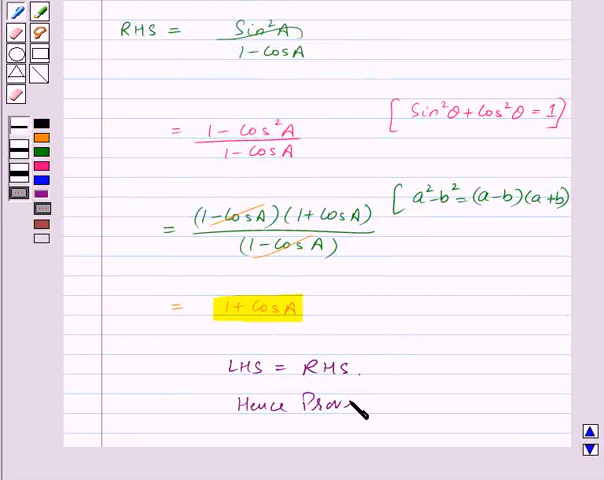 RHS = Sin²A / 1 - CosA
= 1 - Cos²A / 1 - CosA [Sin²θ + Cos²θ = 1]
= (1 - CosA)(1 + CosA) / (1 - CosA) [a² - b² = (a-b)(a+b)
= 1 + CosA
LHS = RHS.
Hence Prov